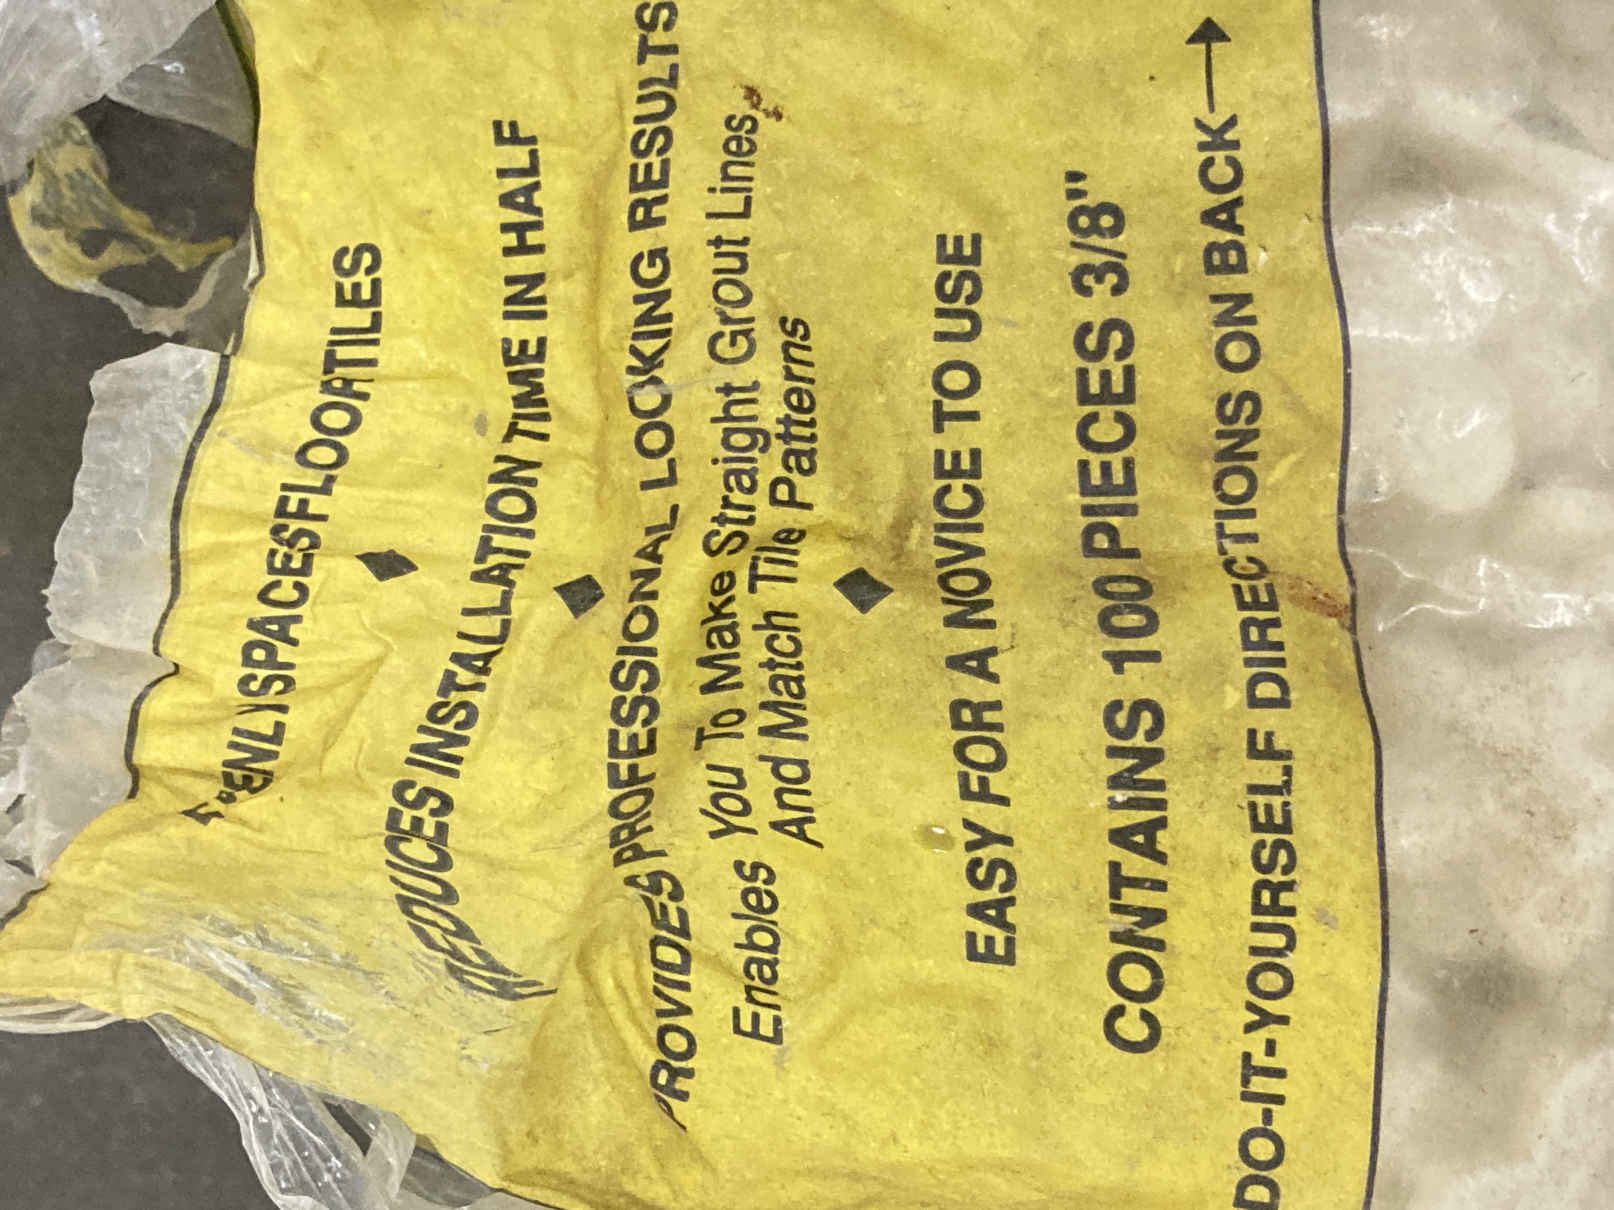 EVENLY SPACES FLOOR TILES
REDUCES INSTALLATION TIME IN HALF
PROVIDES PROFESSIONAL LOOKING RESULTS
Enables You To Make Straight Grout Lines,
And Match Tile Patterns
EASY FOR A NOVICE TO USE
CONTAINS 100 PIECES 3/8"
DO-IT-YOURSELF DIRECTIONS ON BACK